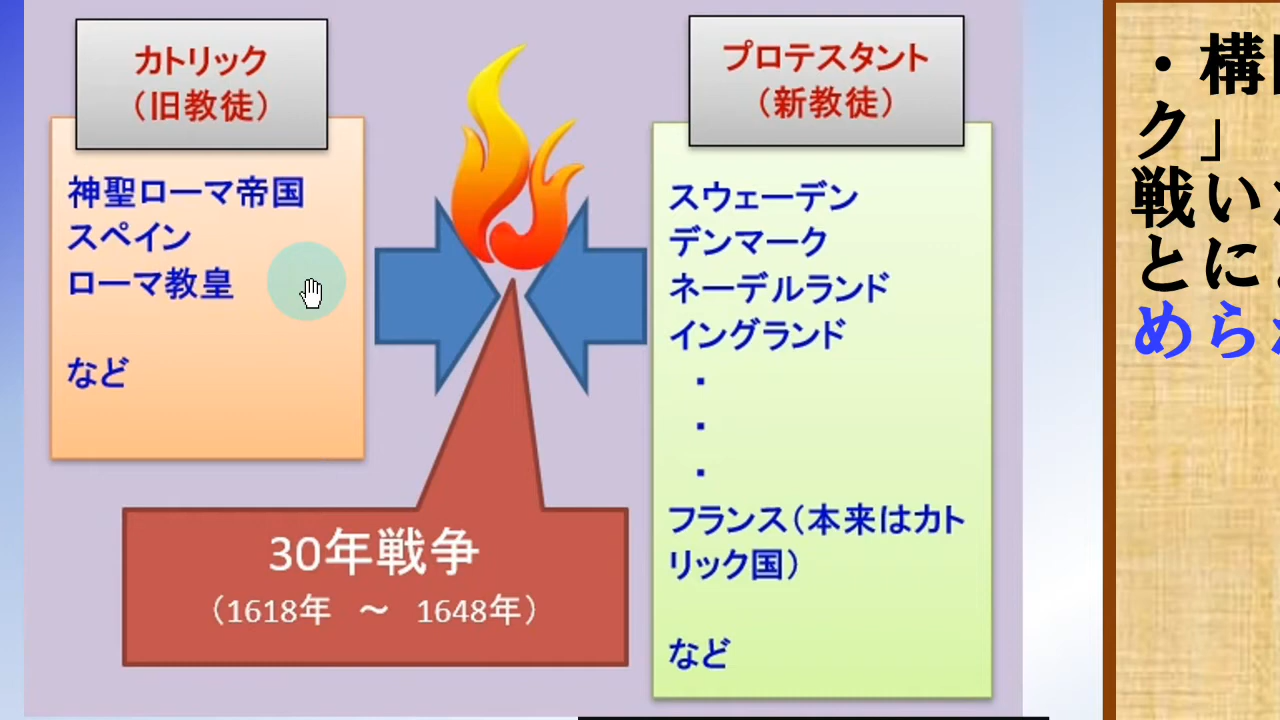 カトリック
（旧教徒）
神聖ローマ帝国
スペイン
ローマ教皇
など
プロテスタント
（新教徒）
スウェーデン
デンマーク
ネーデルランド
イングランド
・
・
・
フランス（本来はカト
リック国）
など
30年戦争
（1618年　～　1648年）
・構
ク」
戦い
とに
めら